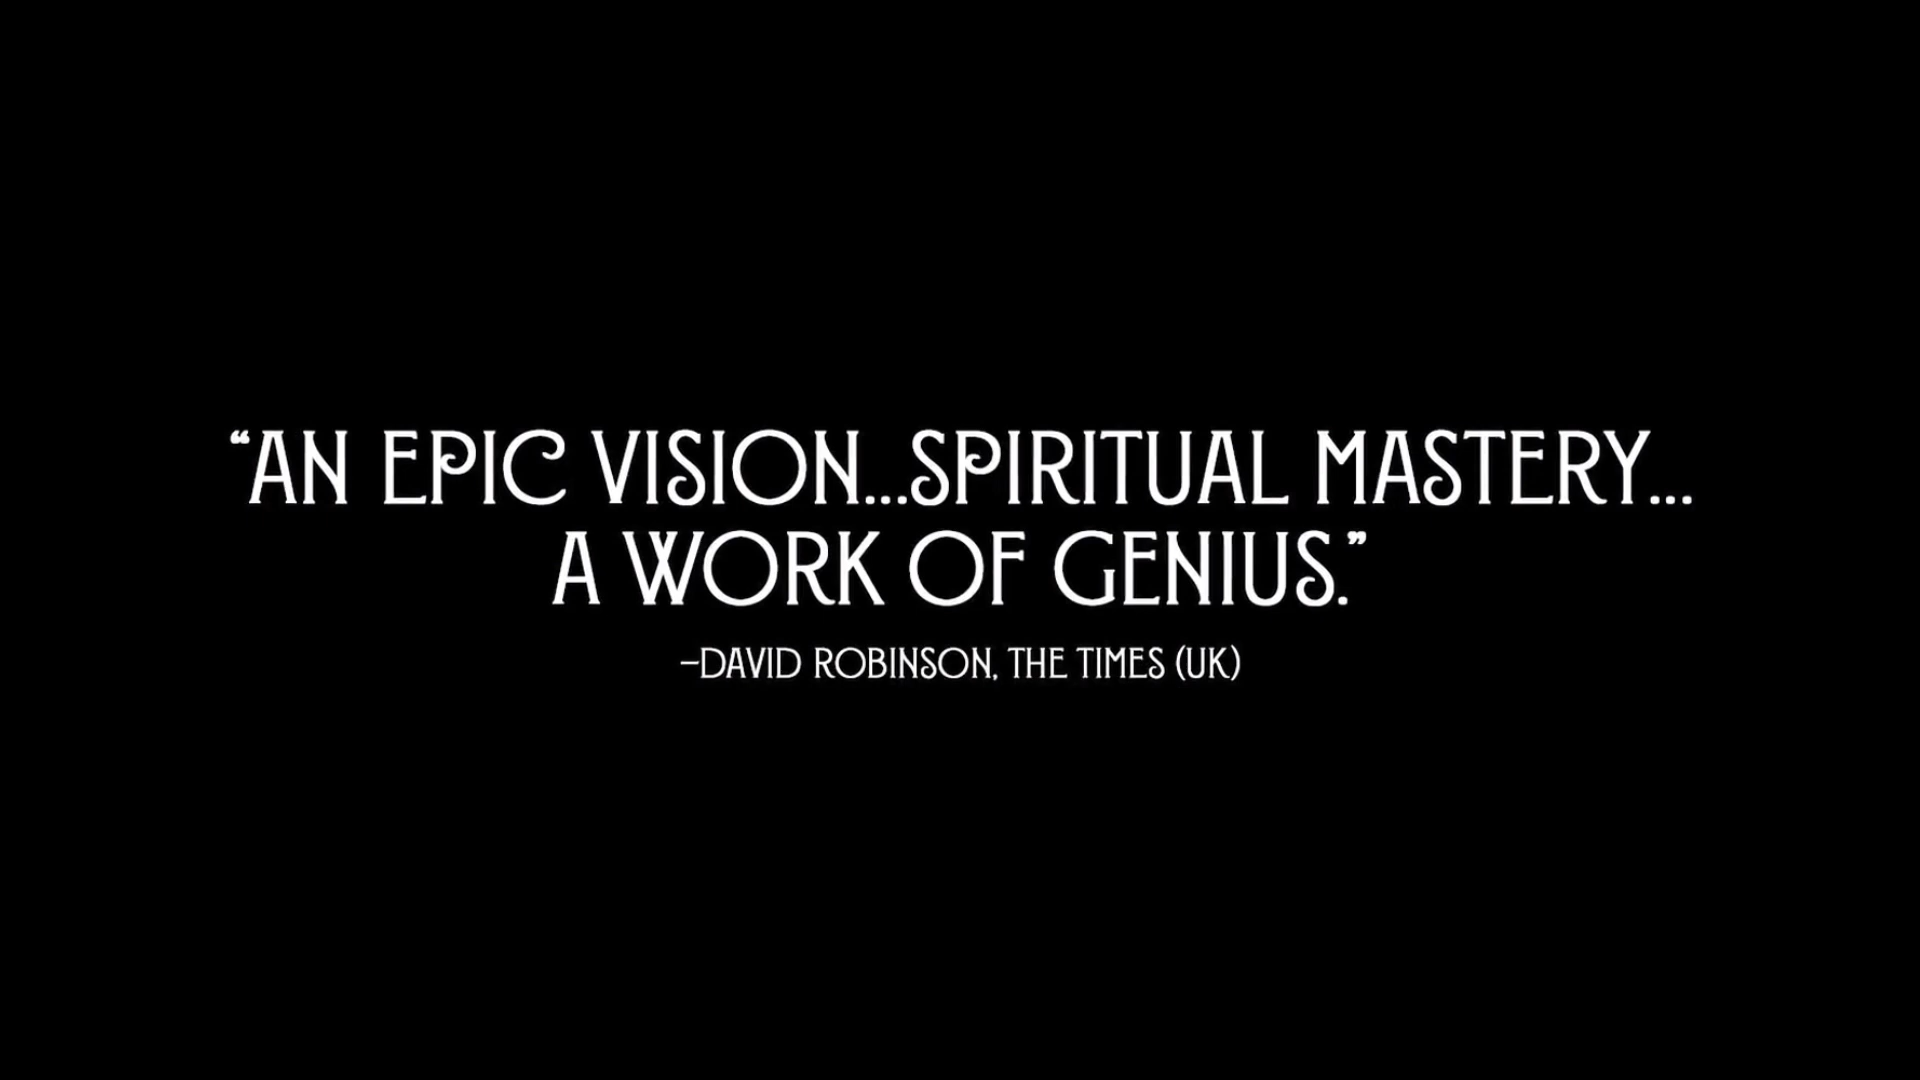 “AN EPIC VISION...SPIRITUAL MASTERY...
A WORK OF GENIUS.”
–DAVID ROBINSON, THE TIMES (UK)